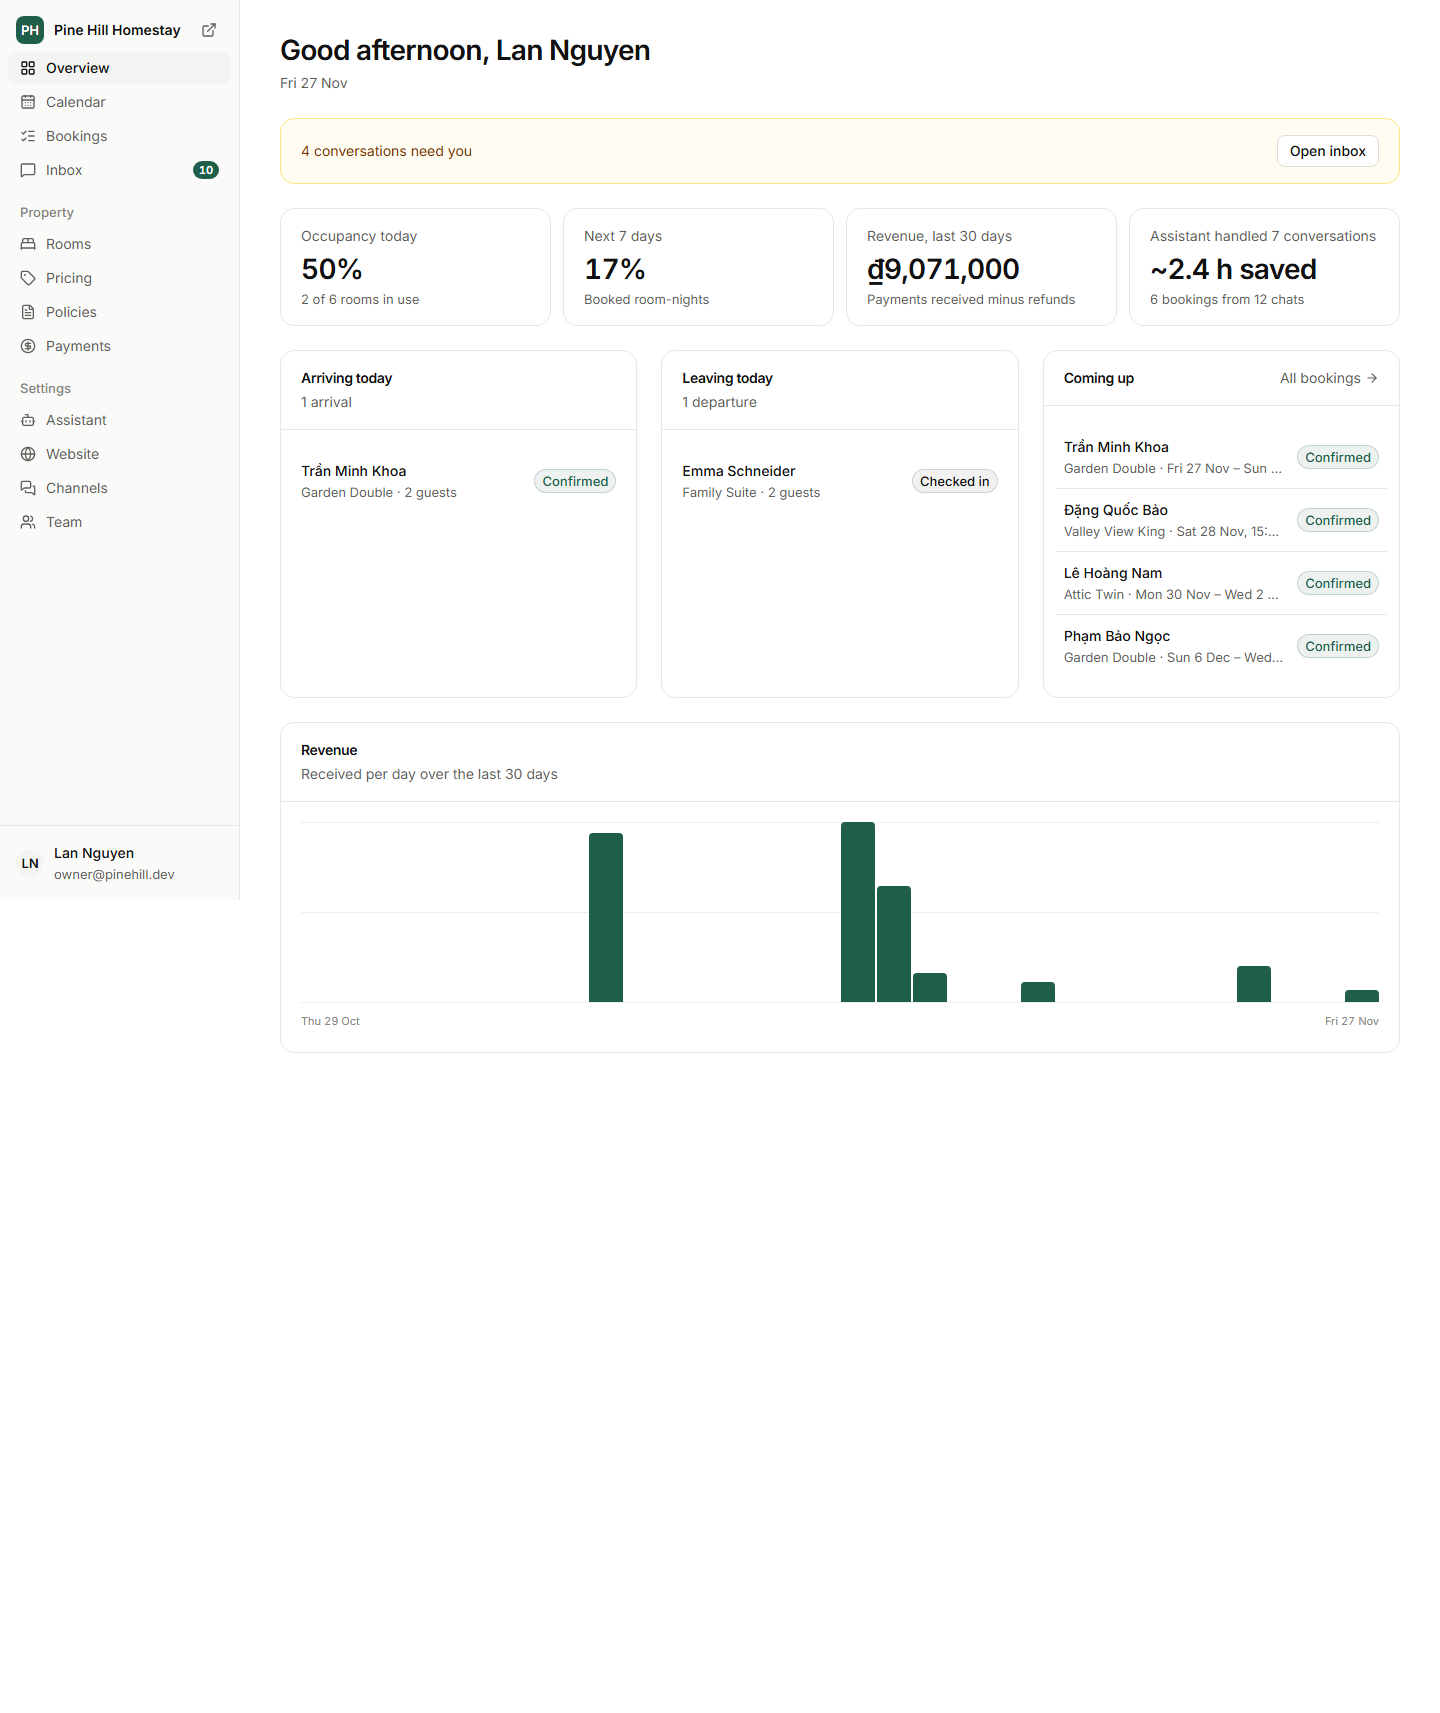 PH Pine Hill Homestay
Overview
Calendar
Bookings
Inbox 10
Property
Rooms
Pricing
Policies
Payments
Settings
Assistant
Website
Channels
Team
LN
Lan Nguyen
owner@pinehill.dev
Good afternoon, Lan Nguyen
Fri 27 Nov
4 conversations need you
Open inbox
Occupancy today
50%
2 of 6 rooms in use
Next 7 days
17%
Booked room-nights
Revenue, last 30 days
₫9,071,000
Payments received minus refunds
Assistant handled 7 conversations
~2.4 h saved
6 bookings from 12 chats
Arriving today
1 arrival
Trần Minh Khoa
Garden Double · 2 guests
Confirmed
Leaving today
1 departure
Emma Schneider
Family Suite · 2 guests
Checked in
Coming up
All bookings →
Trần Minh Khoa
Garden Double · Fri 27 Nov – Sun ...
Confirmed
Đặng Quốc Bảo
Valley View King · Sat 28 Nov, 15:...
Confirmed
Lê Hoàng Nam
Attic Twin · Mon 30 Nov – Wed 2 ...
Confirmed
Phạm Bảo Ngọc
Garden Double · Sun 6 Dec – Wed...
Confirmed
Revenue
Received per day over the last 30 days
Thu 29 Oct
Fri 27 Nov